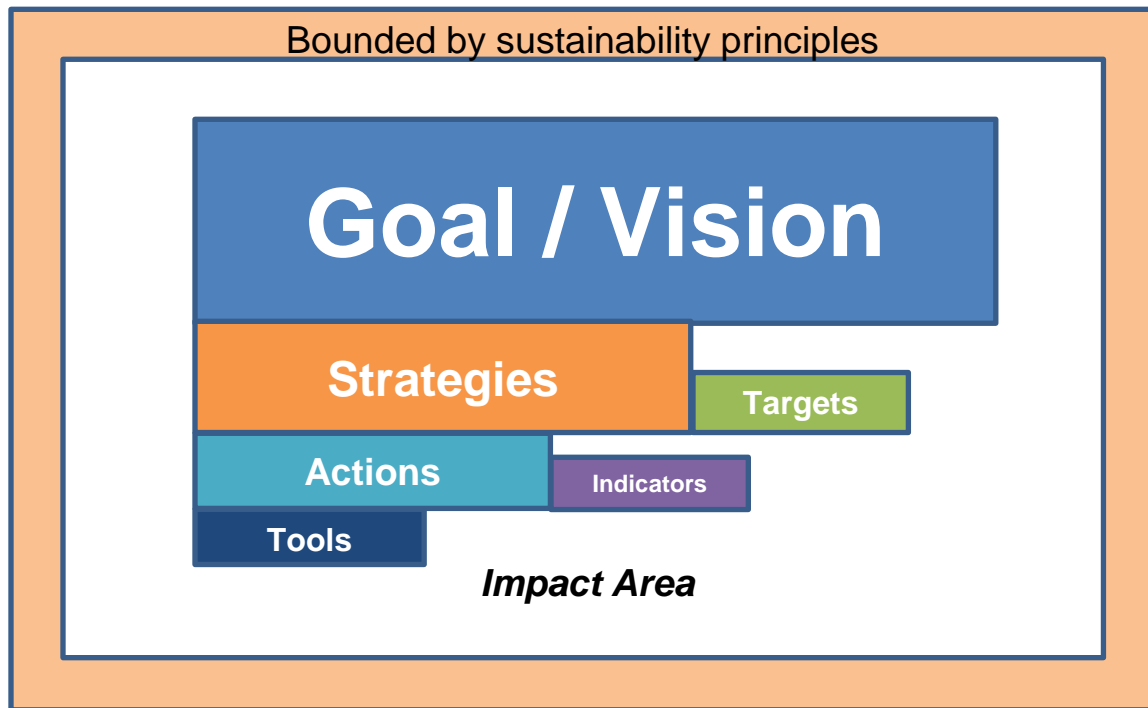 Bounded by sustainability principles
Goal / Vision
Strategies
Targets
Actions
Indicators
Tools
Impact Area